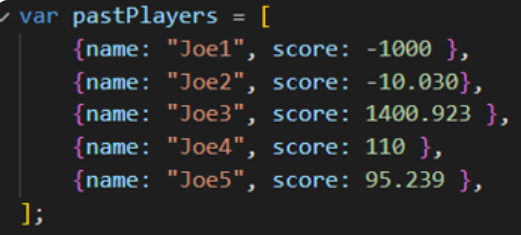 var pastPlayers = [
{name: "Joe1", score: -1000 },
{name: "Joe2", score: -10.030},
{name: "Joe3", score: 1400.923 },
{name: "Joe4", score: 110 },
{name: "Joe5", score: 95.239 },
];